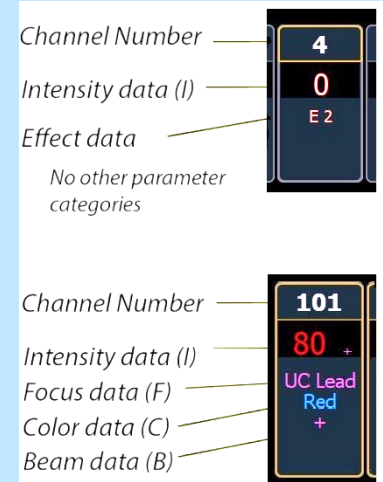 Channel Number
4
Intensity data (I)
0
Effect data
E 2
No other parameter
categories
Channel Number
101
Intensity data (I)
80 +
Focus data (F)
UC Lead
Color data (C)
Red
Beam data (B)
+